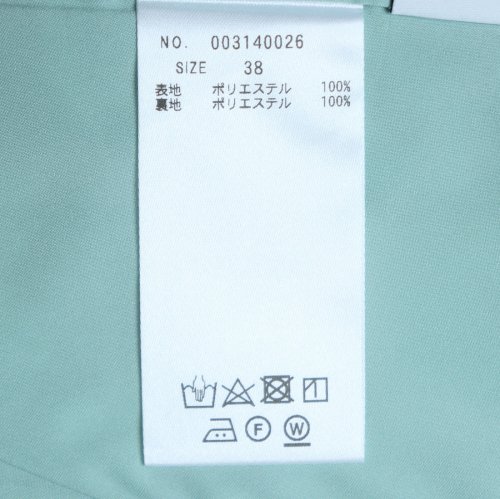 NO. 003140026
SIZE 38
表地 ポリエステル 100%
裏地 ポリエステル 100%
F W